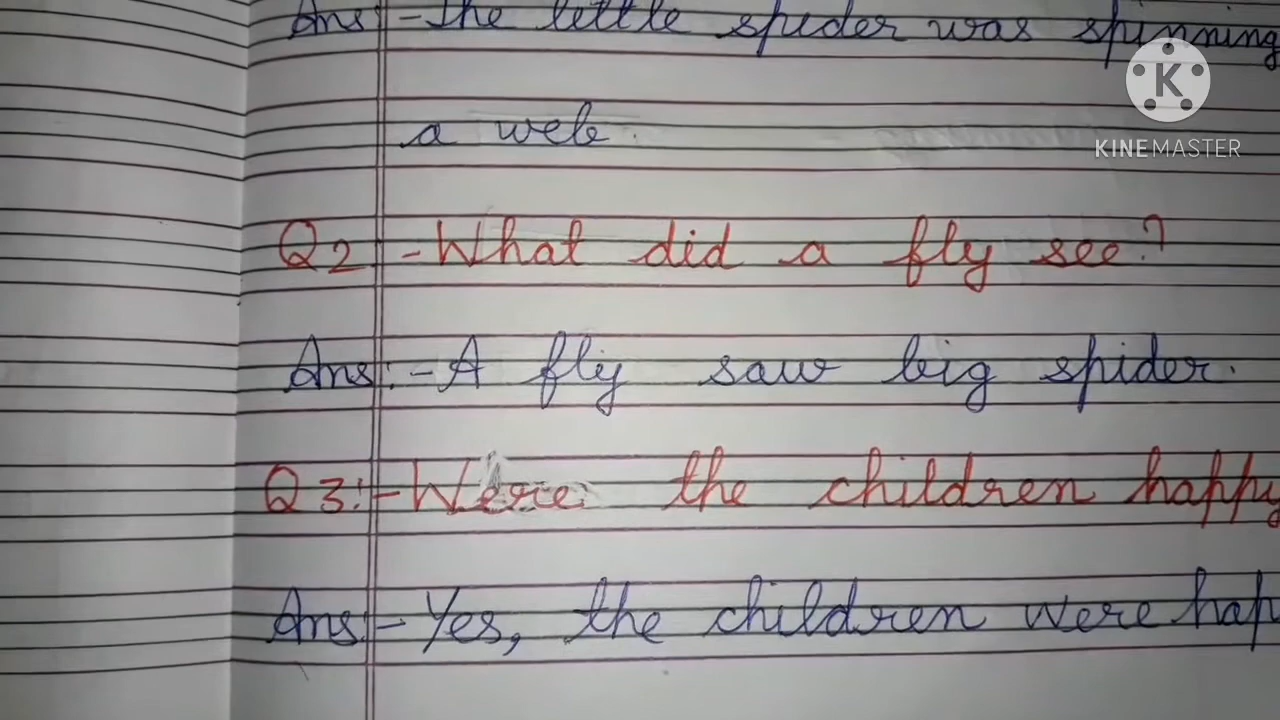 Ans:-The little spider was spinning
a web.
Q2:-What did a fly see?
Ans:-A fly saw big spider.
Q3:-Were the children happy
Ans:-Yes, the children were hap
K
KINEMASTER